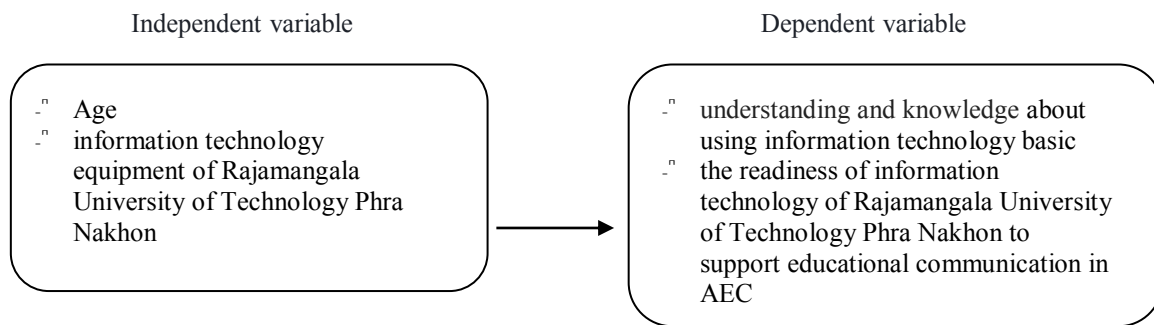 Independent variable
Age
information technology
equipment of Rajamangala
University of Technology Phra
Nakhon
Dependent variable
understanding and knowledge about
using information technology basic
the readiness of information
technology of Rajamangala University
of Technology Phra Nakhon to
support educational communication in
AEC